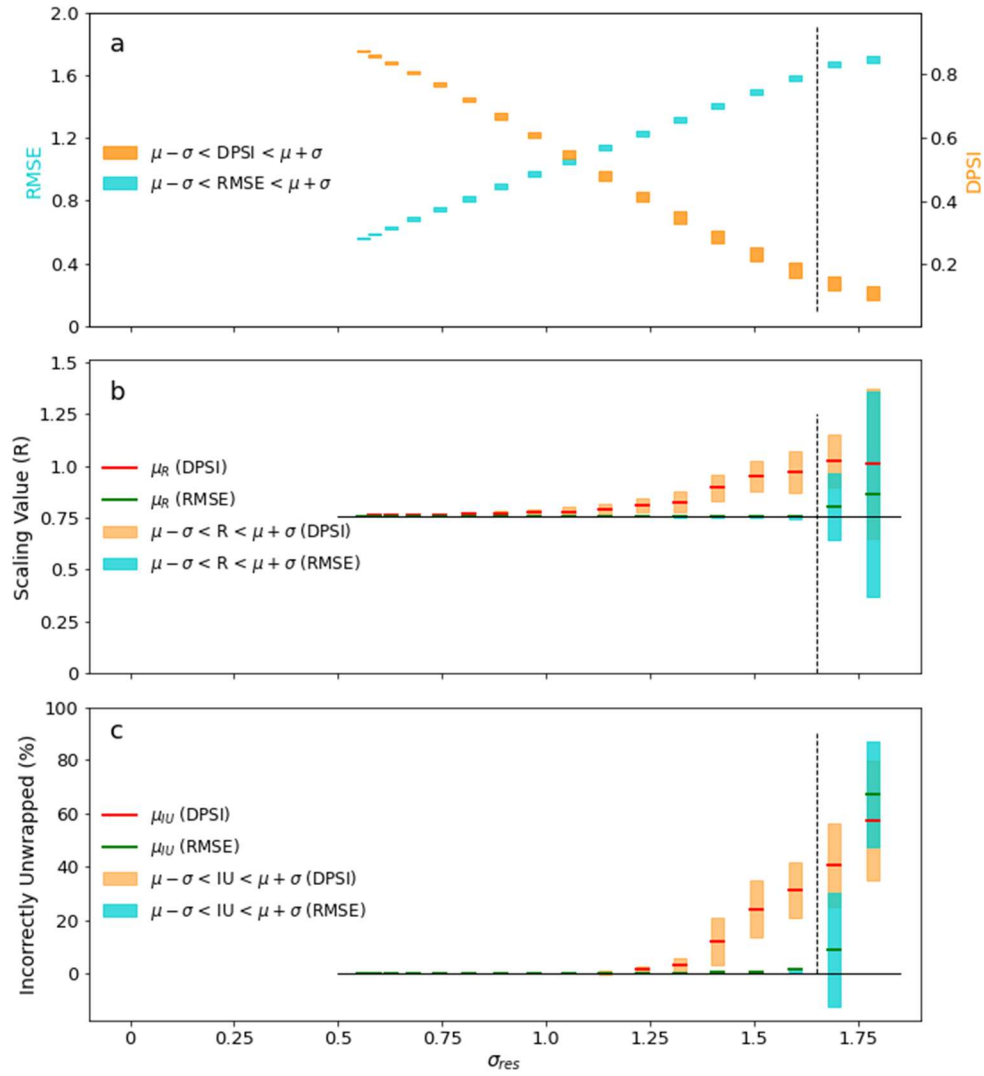 a
2.0
1.6
1.2
0.8
0.4
0
RMSE
0.8
0.6
0.4
0.2
DPSI
μ − σ < DPSI < μ + σ
μ − σ < RMSE < μ + σ
b
1.5
1.25
1.0
0.75
0.5
0.25
0
Scaling Value (R)
μR (DPSI)
μR (RMSE)
μ − σ < R < μ + σ (DPSI)
μ − σ < R < μ + σ (RMSE)
c
100
80
60
40
20
0
Incorrectly Unwrapped (%)
μIU (DPSI)
μIU (RMSE)
μ − σ < IU < μ + σ (DPSI)
μ − σ < IU < μ + σ (RMSE)
0 0.25 0.5 0.75 1.0 1.25 1.5 1.75
σres